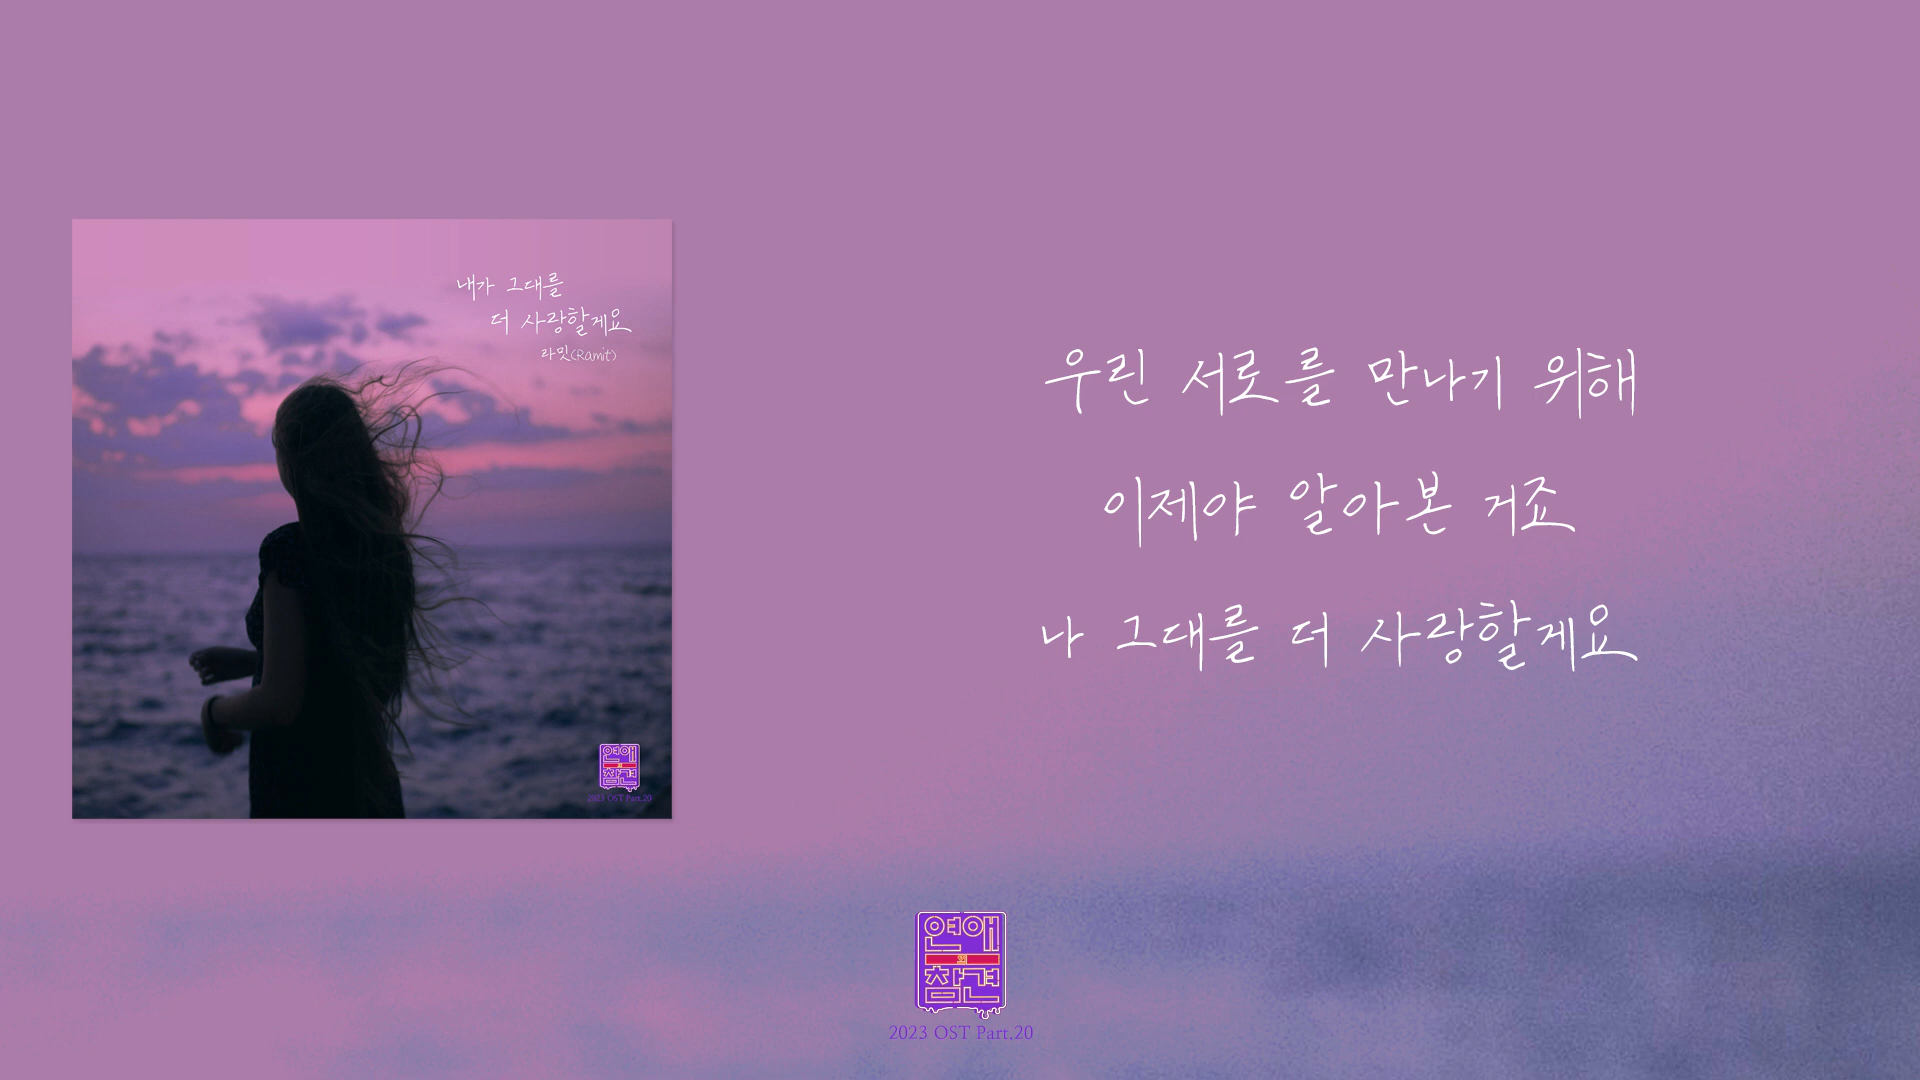 내가 그대를
더 사랑할게요
라밋(Ramit)
연애
의
참견
2023 OST Part.20
우린 서로를 만나기 위해
이제야 알아본 거죠
나 그대를 더 사랑할게요
연애
의
참견
2023 OST Part.20